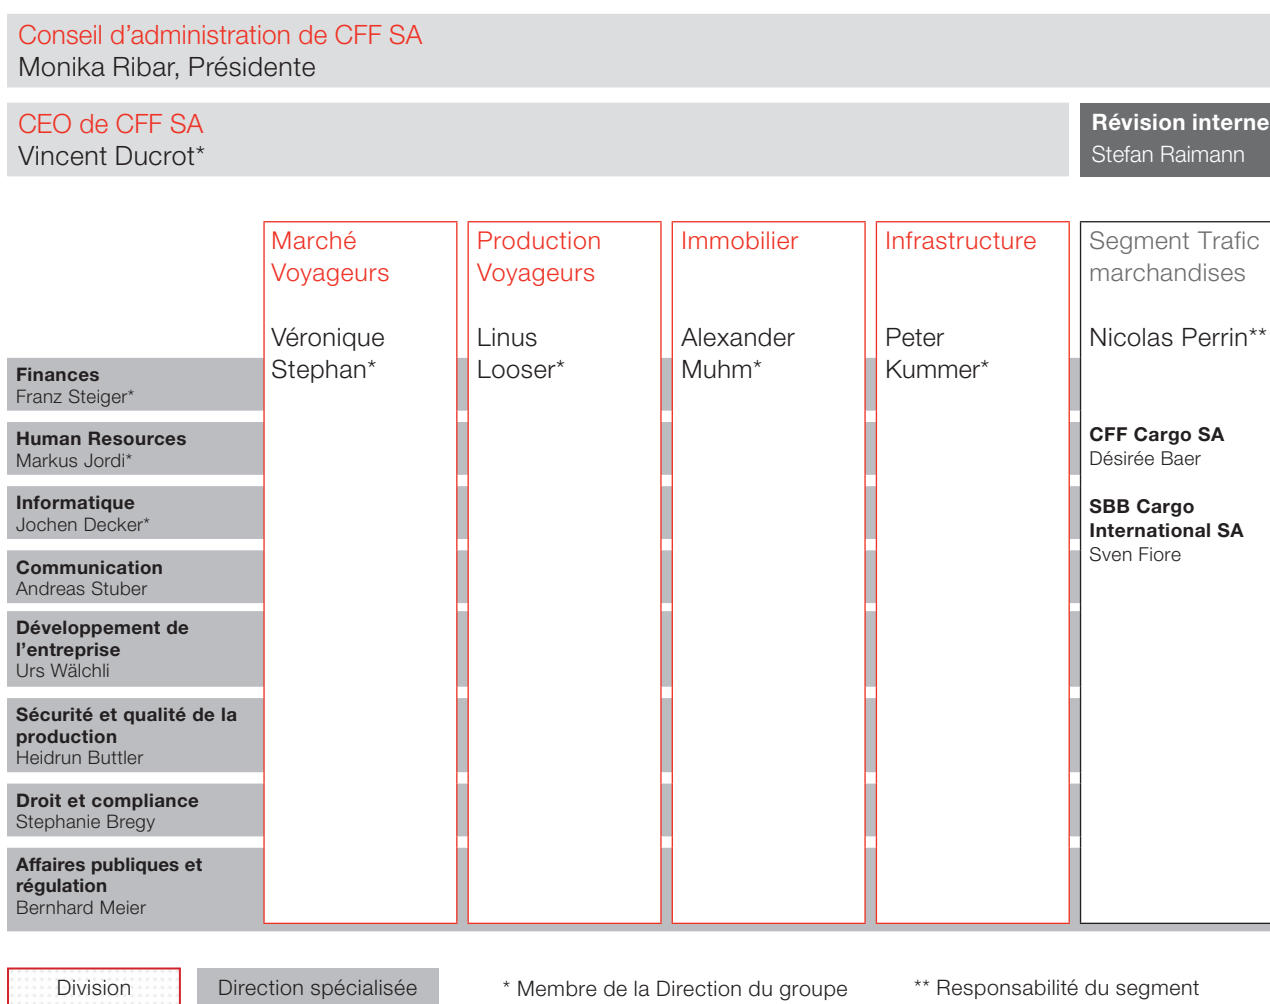 Conseil d’administration de CFF SA
Monika Ribar, Présidente
CEO de CFF SA
Vincent Ducrot*
Révision interne
Stefan Raimann
Marché
Voyageurs
Véronique
Stephan*
Production
Voyageurs
Linus
Looser*
Immobilier
Alexander
Muhm*
Infrastructure
Peter
Kummer*
Segment Trafic
marchandises
Nicolas Perrin**
CFF Cargo SA
Désirée Baer
SBB Cargo
International SA
Sven Fiore
Finances
Franz Steiger*
Human Resources
Markus Jordi*
Informatique
Jochen Decker*
Communication
Andreas Stuber
Développement de
l’entreprise
Urs Wälchli
Sécurité et qualité de la
production
Heidrun Buttler
Droit et compliance
Stephanie Bregy
Affaires publiques et
régulation
Bernhard Meier
Division
Direction spécialisée
* Membre de la Direction du groupe
** Responsabilité du segment